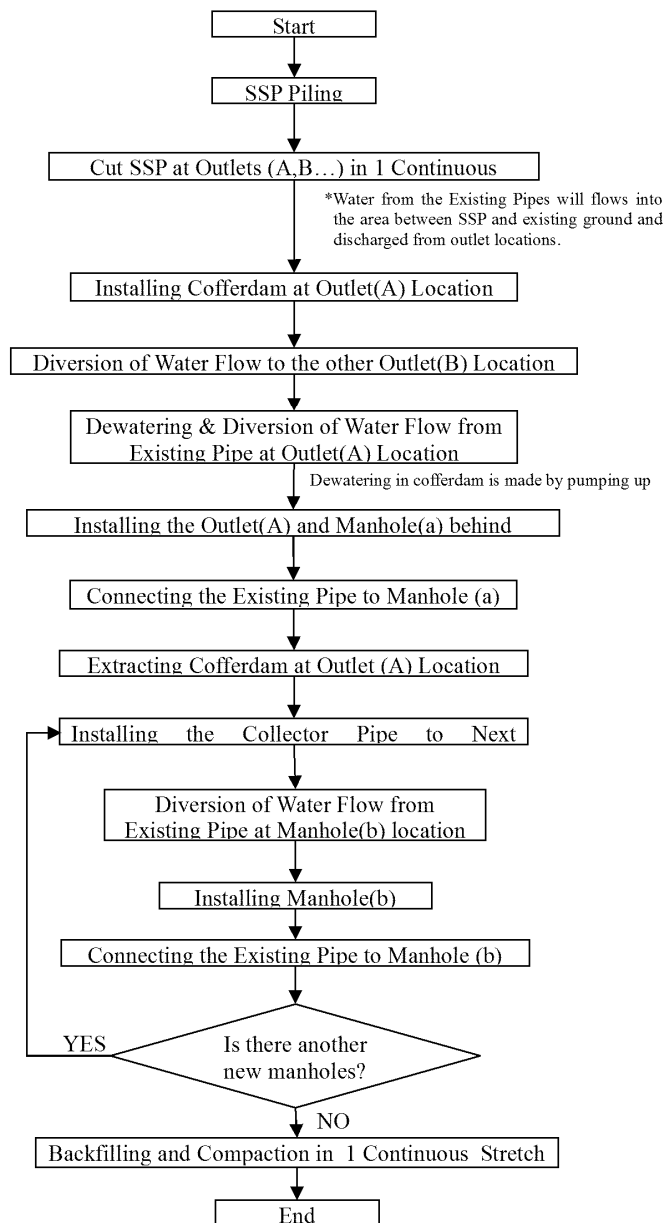 Start
SSP Piling
Cut SSP at Outlets (A,B…) in 1 Continuous
*Water from the Existing Pipes will flows into
the area between SSP and existing ground and
discharged from outlet locations.
Installing Cofferdam at Outlet(A) Location
Diversion of Water Flow to the other Outlet(B) Location
Dewatering & Diversion of Water Flow from
Existing Pipe at Outlet(A) Location
Dewatering in cofferdam is made by pumping up
Installing the Outlet(A) and Manhole(a) behind
Connecting the Existing Pipe to Manhole (a)
Extracting Cofferdam at Outlet (A) Location
Installing the Collector Pipe to Next
Diversion of Water Flow from
Existing Pipe at Manhole(b) location
Installing Manhole(b)
Connecting the Existing Pipe to Manhole (b)
YES
Is there another
new manholes?
NO
Backfilling and Compaction in 1 Continuous Stretch
End